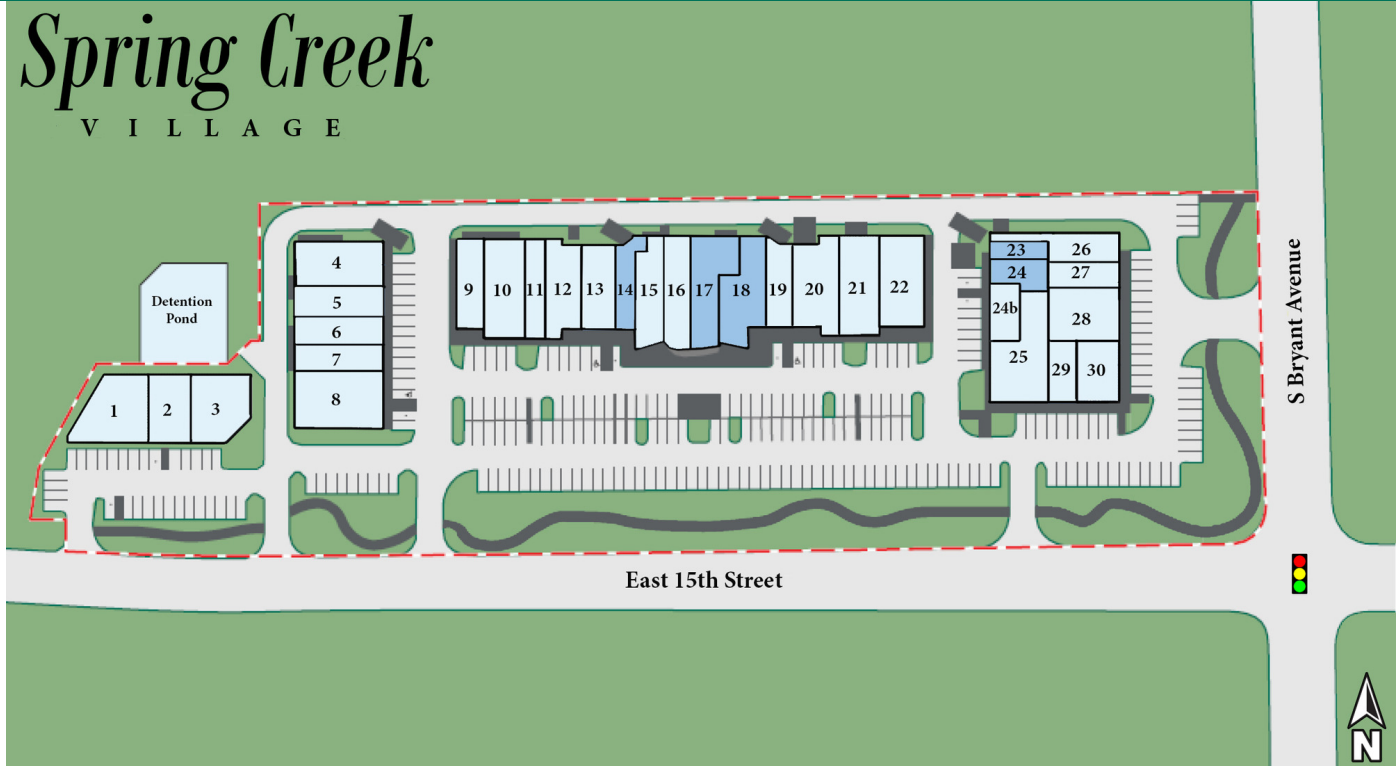 Spring Creek
VILLAGE
4
5
6
7
8
9 10 11 12 13 14 15 16 17 18 19 20 21 22
23 26
24 27
24b 28
25 29 30
Detention
Pond
1 2 3
S Bryant Avenue
East 15th Street
N